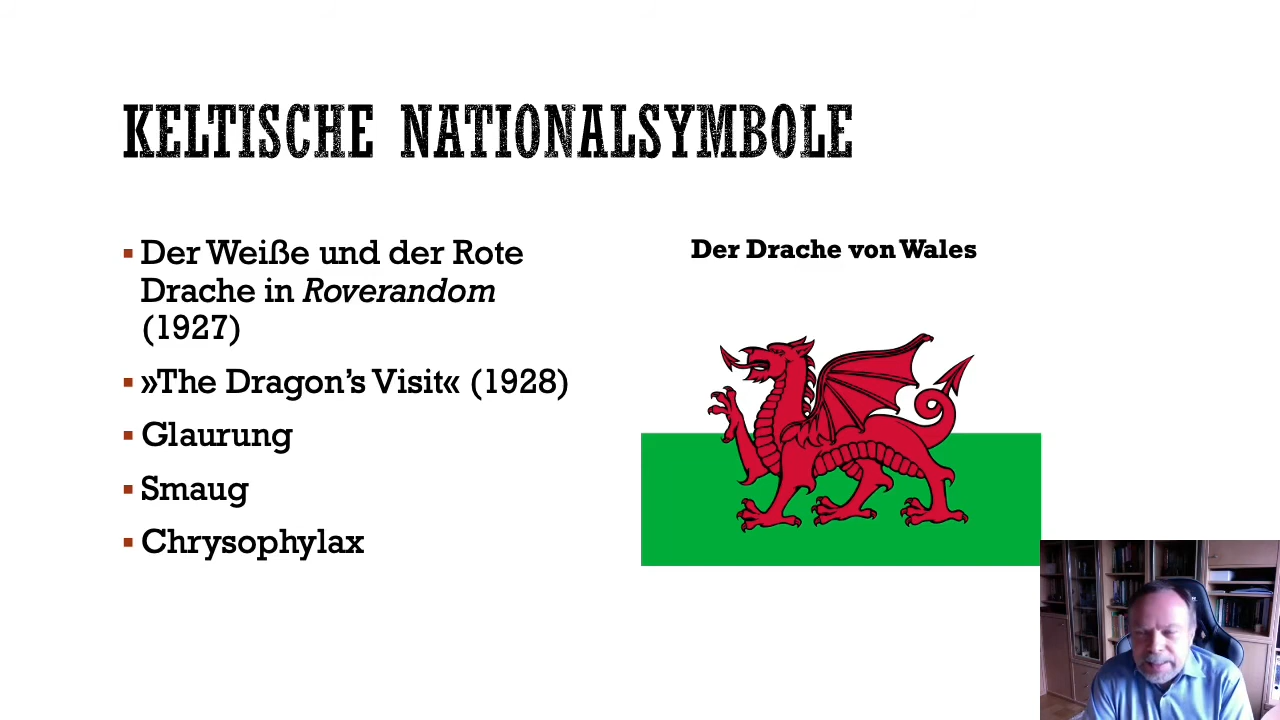 KELTISCHE NATIONALSYMBOLE
▪ Der Weiße und der Rote
Drache in Roverandom
(1927)
▪ »The Dragon’s Visit« (1928)
▪ Glaurung
▪ Smaug
▪ Chrysophylax
Der Drache von Wales